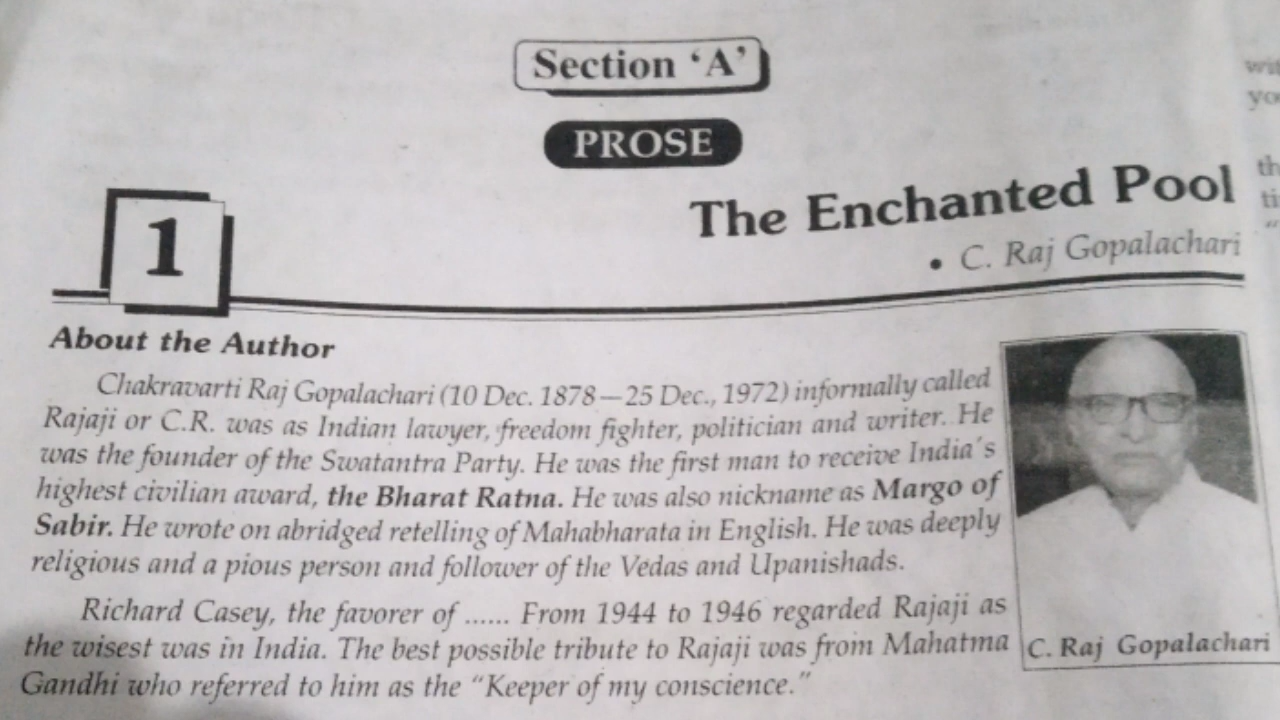 Section ‘A’
PROSE
1
The Enchanted Pool
• C. Raj Gopalachari
About the Author
Chakravarti Raj Gopalachari (10 Dec. 1878—25 Dec., 1972) informally called
Rajaji or C.R. was as Indian lawyer, freedom fighter, politician and writer. He
was the founder of the Swatantra Party. He was the first man to receive India's
highest civilian award, the Bharat Ratna. He was also nickname as Margo of
Sabir. He wrote on abridged retelling of Mahabharata in English. He was deeply
religious and a pious person and follower of the Vedas and Upanishads.
Richard Casey, the favorer of ...... From 1944 to 1946 regarded Rajaji as
the wisest was in India. The best possible tribute to Rajaji was from Mahatma
Gandhi who referred to him as the “Keeper of my conscience.”
C. Raj Gopalachari